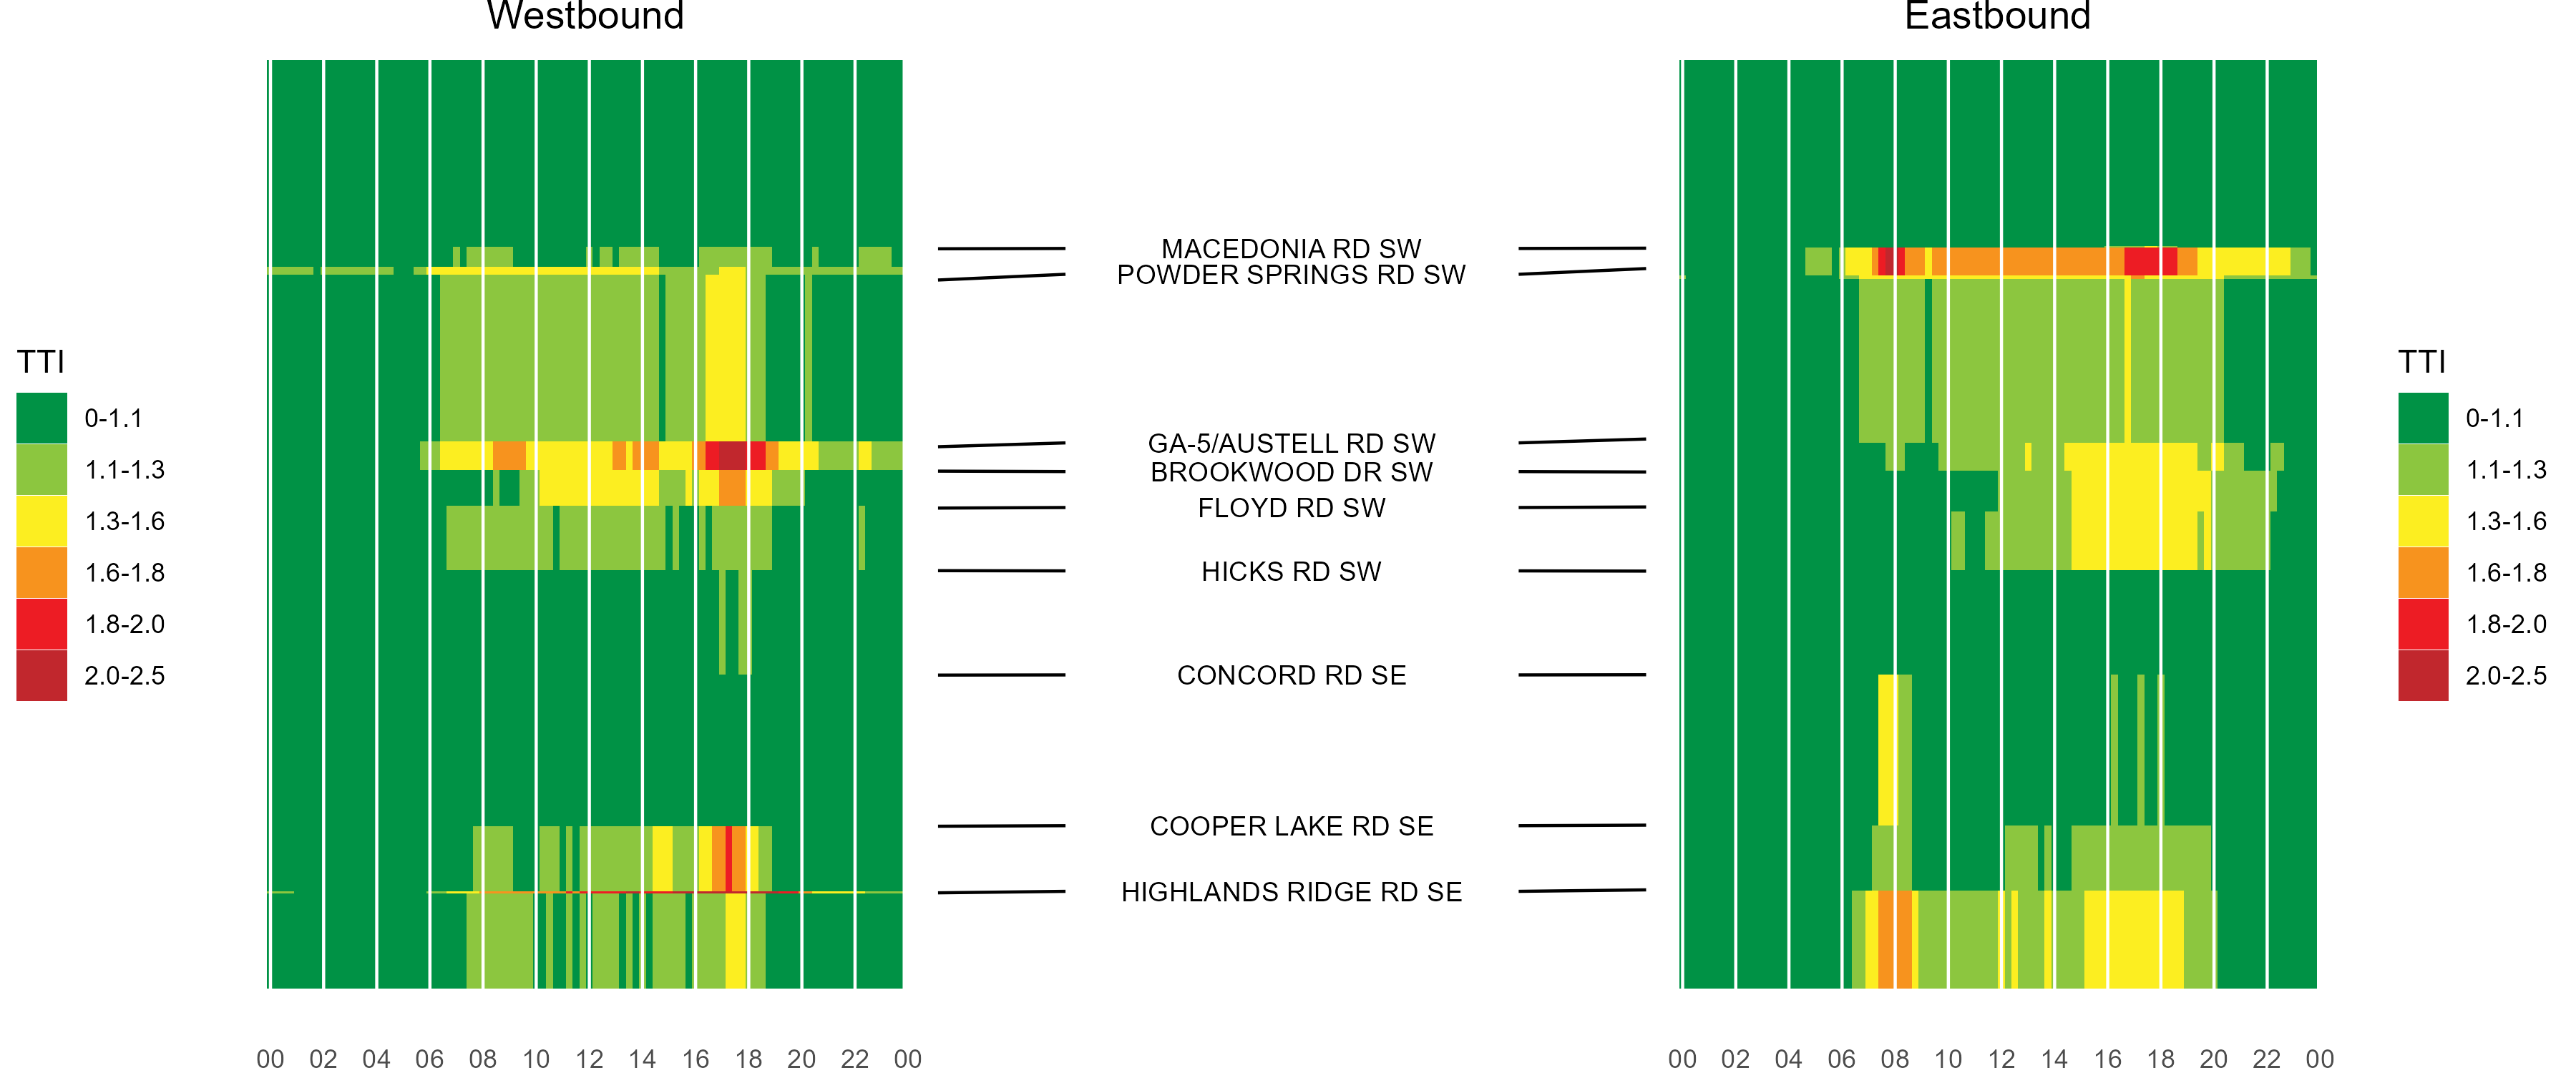 Westbound
Eastbound
MACEDONIA RD SW
POWDER SPRINGS RD SW
GA-5/AUSTELL RD SW
BROOKWOOD DR SW
FLOYD RD SW
HICKS RD SW
CONCORD RD SE
COOPER LAKE RD SE
HIGHLANDS RIDGE RD SE
TTI
0-1.1
1.1-1.3
1.3-1.6
1.6-1.8
1.8-2.0
2.0-2.5
TTI
0-1.1
1.1-1.3
1.3-1.6
1.6-1.8
1.8-2.0
2.0-2.5
00 02 04 06 08 10 12 14 16 18 20 22 00
00 02 04 06 08 10 12 14 16 18 20 22 00